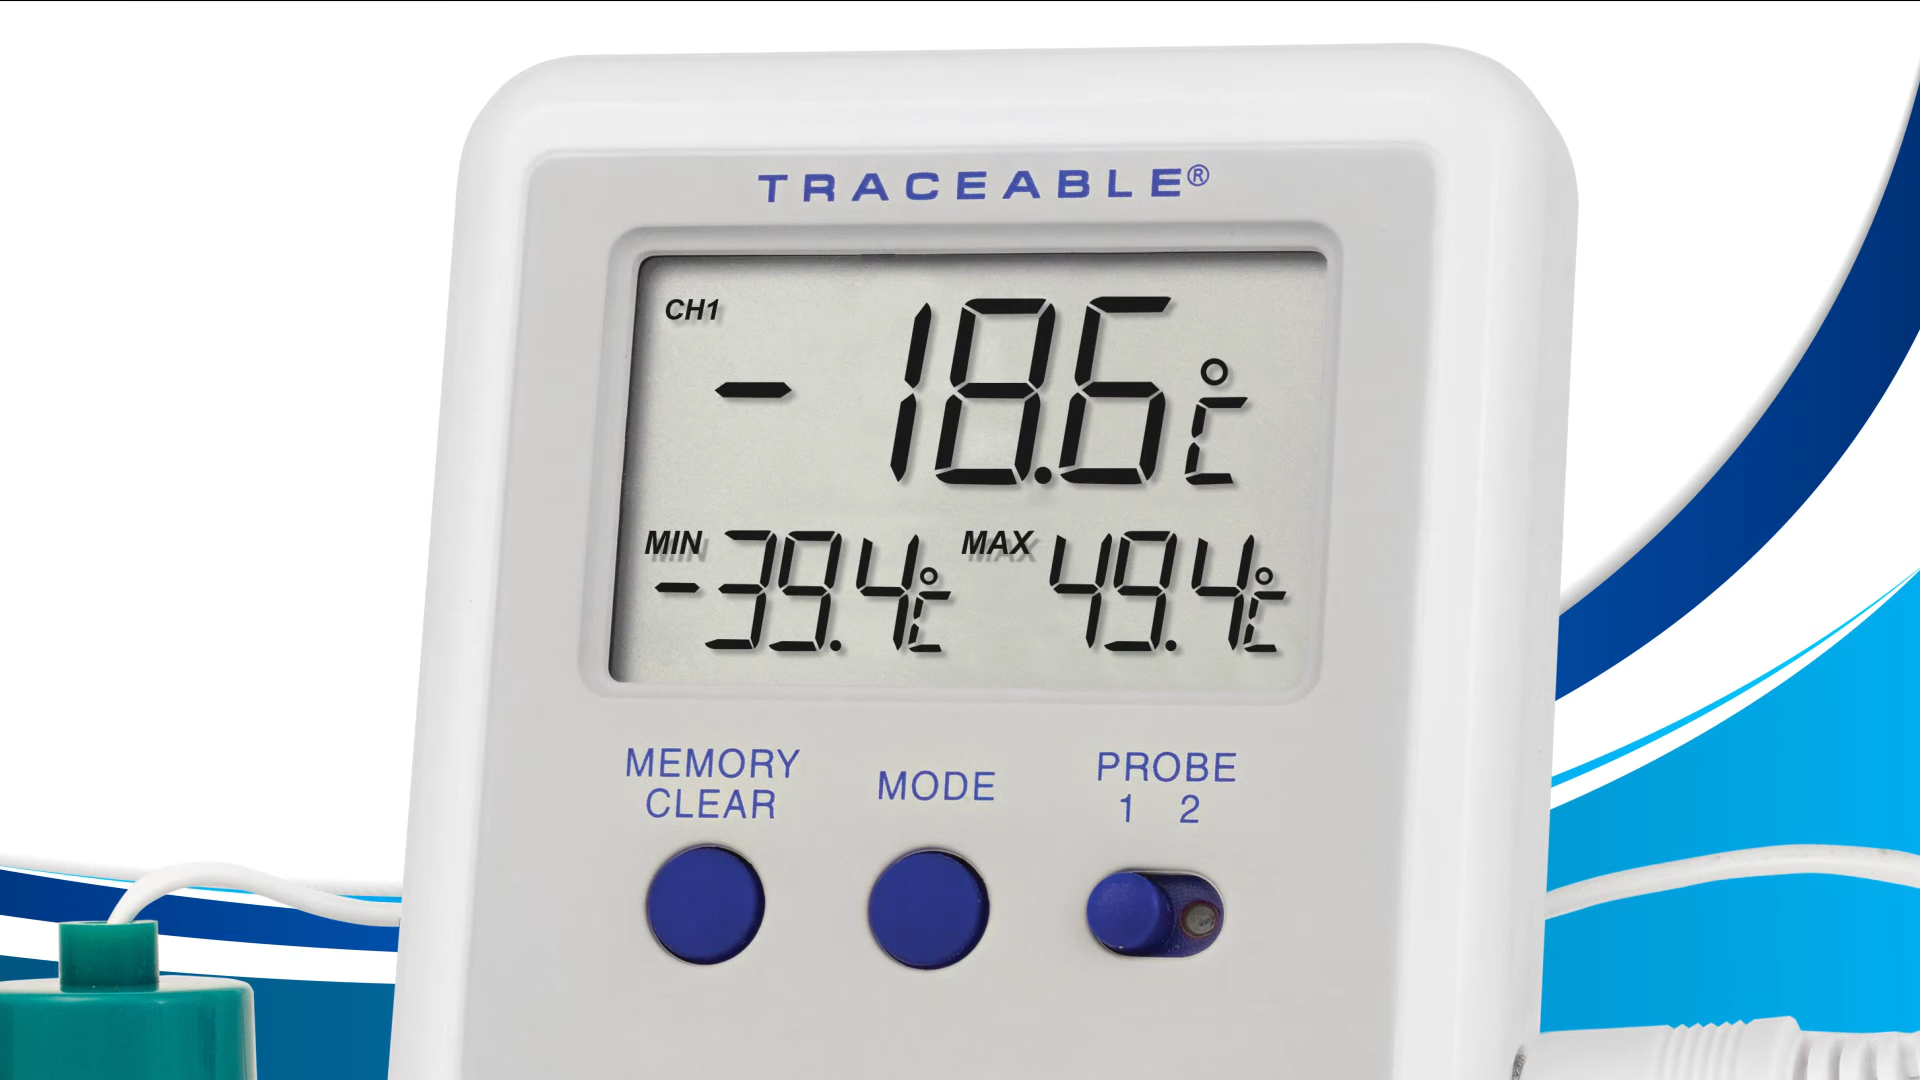 TRACEABLE®
CH1
- 18.6 °C
MIN -39.4 °C MAX 49.4 °C
MEMORY
CLEAR
MODE
PROBE
1 2